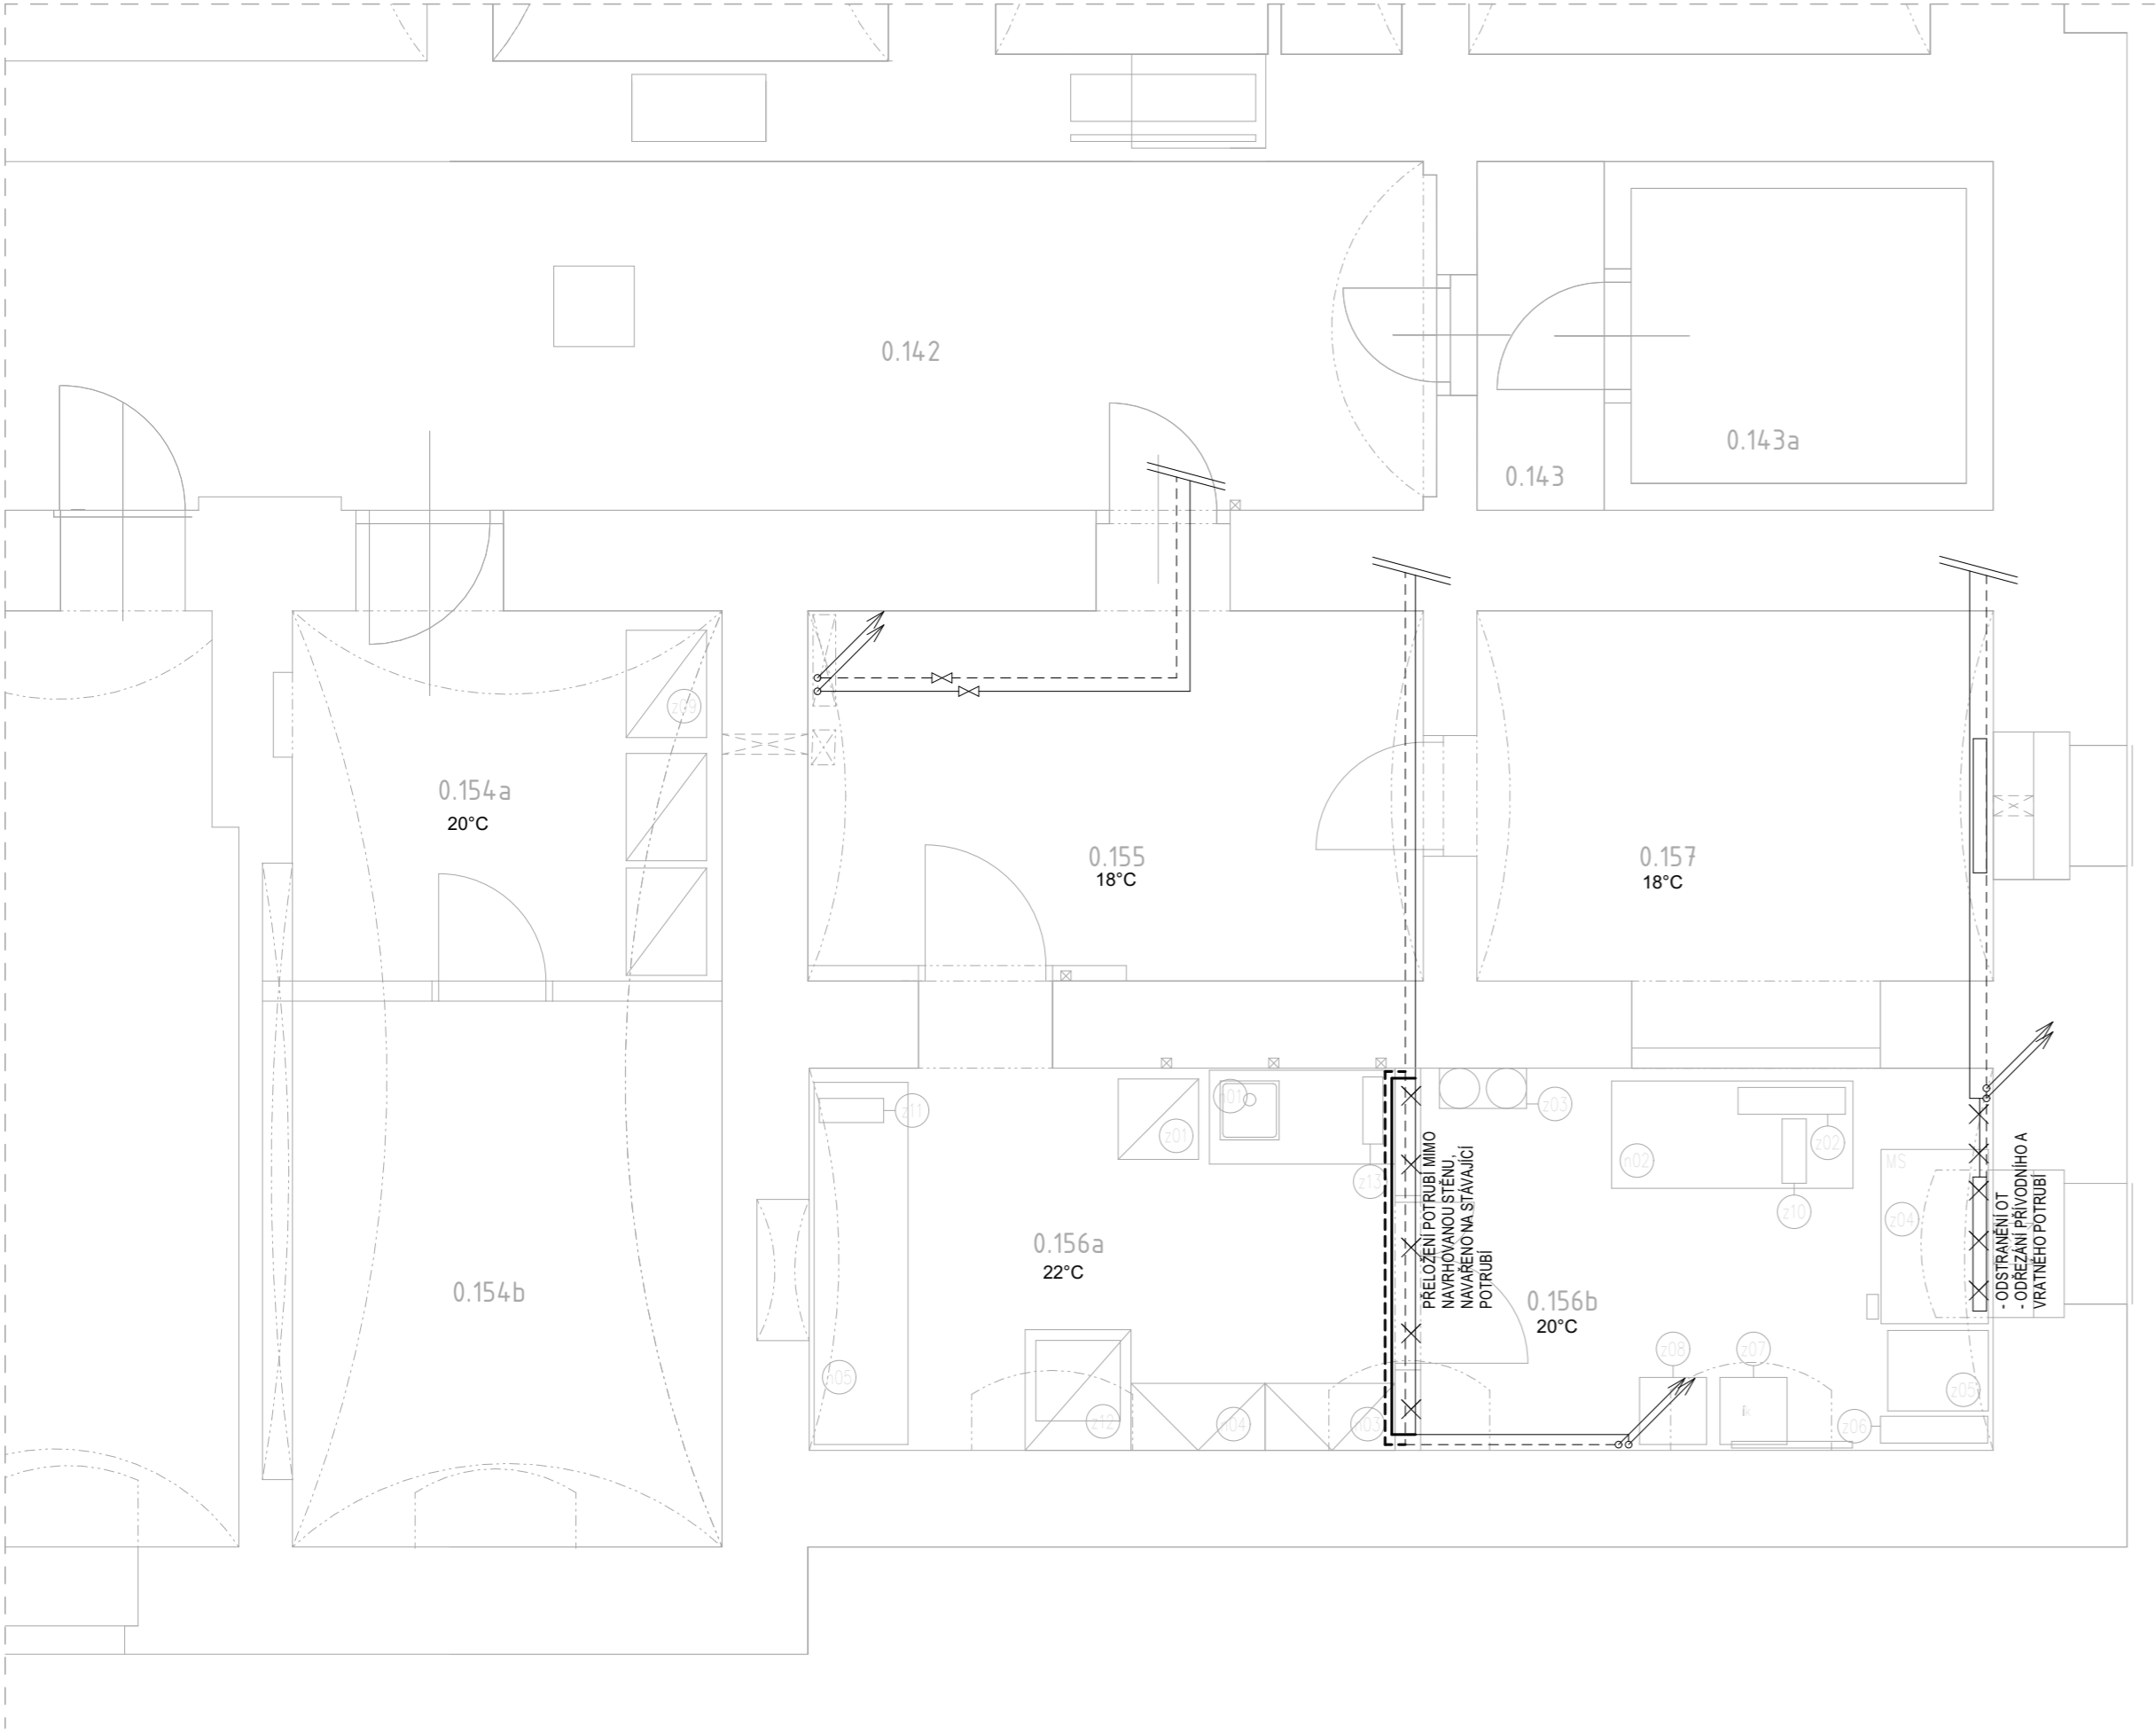 0.142
0.143a
0.143
z09
0.154a
20°C
0.155
18°C
0.157
18°C
z11
n01
z01
z13
z03
z02
n02
z10
MS
z04
PŘELOŽENÍ POTRUBÍ MIMO
NAVRHOVANOU STĚNU,
NAVAŘENO NA STÁVAJÍCÍ
POTRUBÍ
- ODSTRANĚNÍ OT
- ODŘEZÁNÍ PŘÍVODNÍHO A
VRATNÉHO POTRUBÍ
0.156a
22°C
0.154b
0.156b
20°C
z08
z07
n05
z05
z12
n04
n03
z06